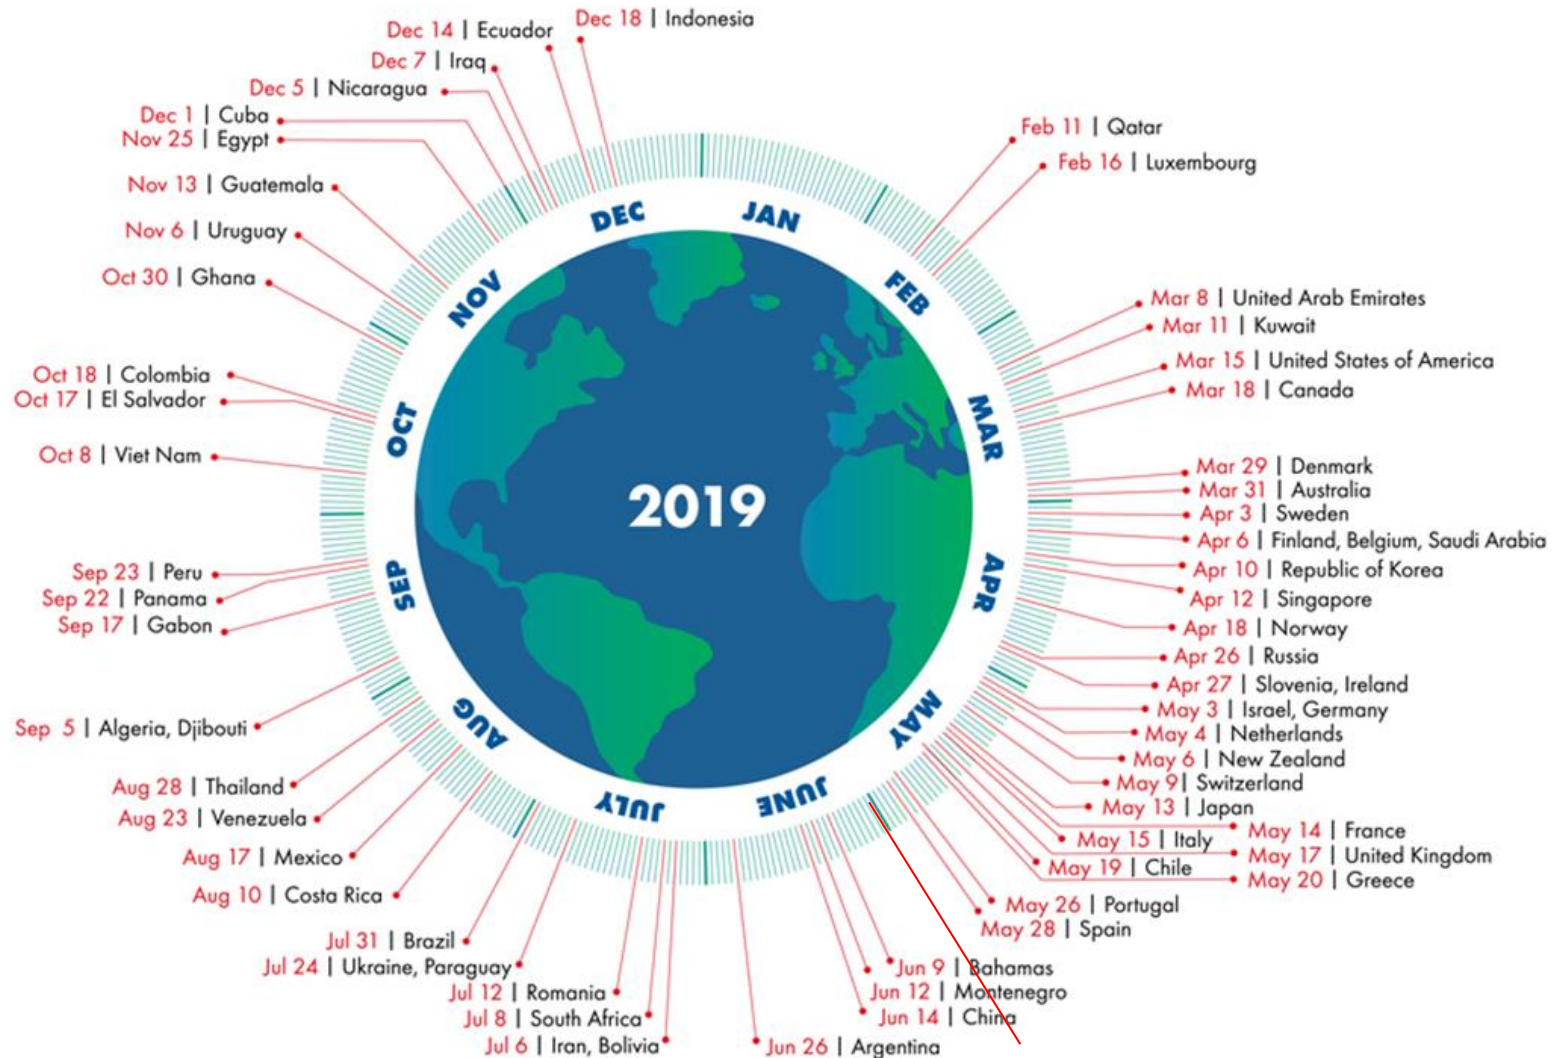 Dec 18 | Indonesia
Dec 14 | Ecuador
Dec 7 | Iraq
Dec 5 | Nicaragua
Dec 1 | Cuba
Nov 25 | Egypt
Nov 13 | Guatemala
Nov 6 | Uruguay
Oct 30 | Ghana
Oct 18 | Colombia
Oct 17 | El Salvador
Oct 8 | Viet Nam
Sep 23 | Peru
Sep 22 | Panama
Sep 17 | Gabon
Sep 5 | Algeria, Djibouti
Aug 28 | Thailand
Aug 23 | Venezuela
Aug 17 | Mexico
Aug 10 | Costa Rica
Jul 31 | Brazil
Jul 24 | Ukraine, Paraguay
Jul 12 | Romania
Jul 8 | South Africa
Jul 6 | Iran, Bolivia
JAN
FEB
MAR
APR
MAY
JUNE
JULY
AUG
SEP
OCT
NOV
DEC
2019
Feb 11 | Qatar
Feb 16 | Luxembourg
Mar 8 | United Arab Emirates
Mar 11 | Kuwait
Mar 15 | United States of America
Mar 18 | Canada
Mar 29 | Denmark
Mar 31 | Australia
Apr 3 | Sweden
Apr 6 | Finland, Belgium, Saudi Arabia
Apr 10 | Republic of Korea
Apr 12 | Singapore
Apr 18 | Norway
Apr 26 | Russia
Apr 27 | Slovenia, Ireland
May 3 | Israel, Germany
May 4 | Netherlands
May 6 | New Zealand
May 9| Switzerland
May 13 | Japan
May 14 | France
May 15 | Italy
May 17 | United Kingdom
May 19 | Chile
May 20 | Greece
May 26 | Portugal
May 28 | Spain
Jun 9 | Bahamas
Jun 12 | Montenegro
Jun 14 | China
Jun 26 | Argentina